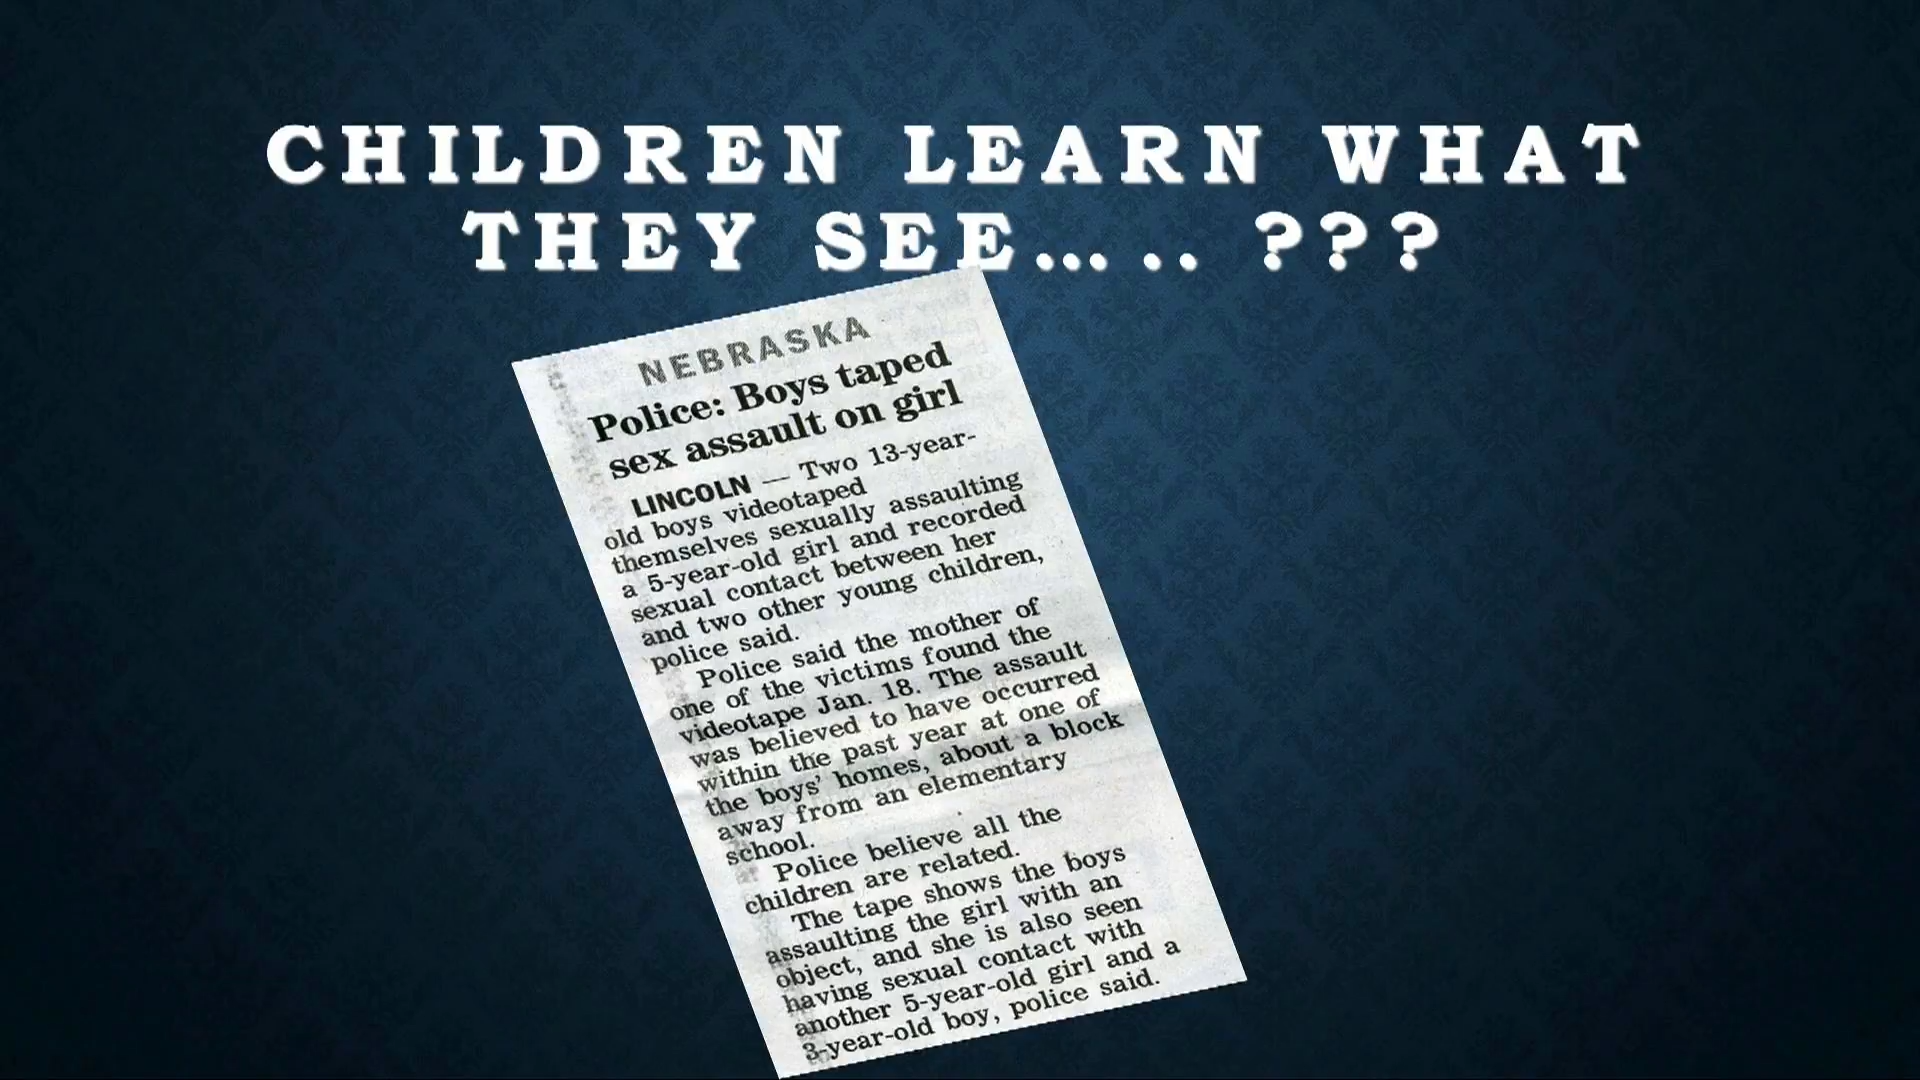 CHILDREN LEARN WHAT
THEY SEE..... ???
NEBRASKA
Police: Boys taped
sex assault on girl
LINCOLN — Two 13-year-
old boys videotaped
themselves sexually assaulting
a 5-year-old girl and recorded
sexual contact between her
and two other young children,
police said.
Police said the mother of
one of the victims found the
videotape Jan. 18. The assault
was believed to have occurred
within the past year at one of
the boys' homes, about a block
away from an elementary
school.
Police believe all the
children are related.
The tape shows the boys
assaulting the girl with an
object, and she is also seen
having sexual contact with
another 5-year-old girl and a
3-year-old boy, police said.